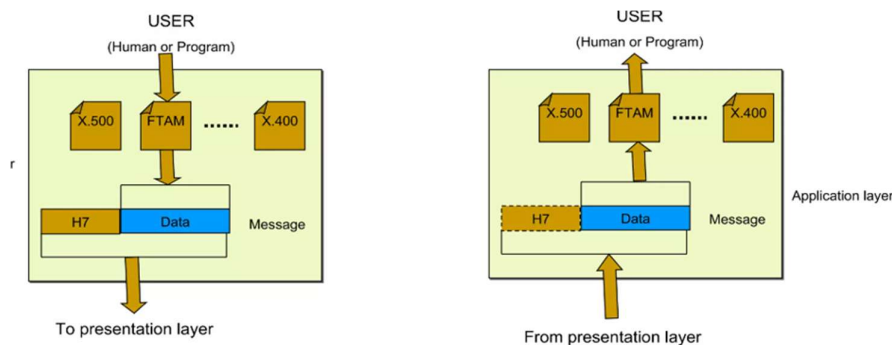 USER
(Human or Program)
X.500
FTAM
......
X.400
r
H7
Data
Message
To presentation layer
USER
(Human or Program)
X.500
FTAM
......
X.400
Application layer
H7
Data
Message
From presentation layer